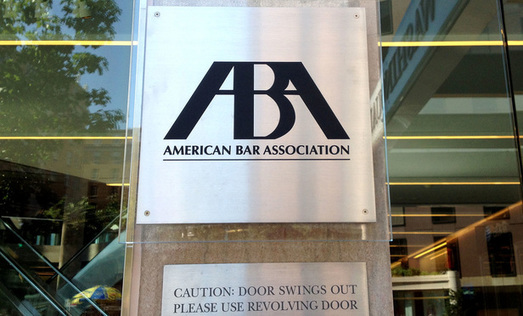 ABA
AMERICAN BAR ASSOCIATION
CAUTION: DOOR SWINGS OUT
PLEASE USE REVOLVING DOOR